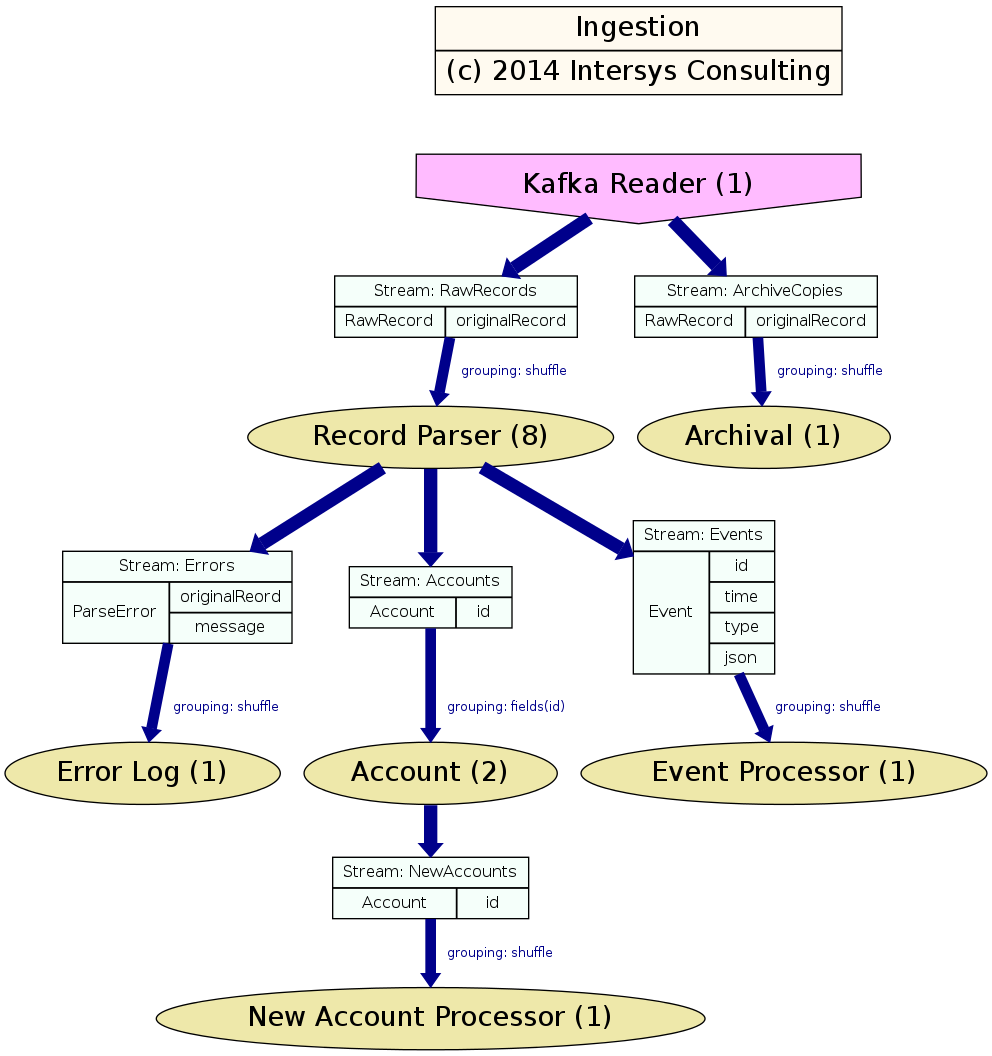 Ingestion
(c) 2014 Intersys Consulting
Kafka Reader (1)
Stream: RawRecords
RawRecord
originalRecord
Stream: ArchiveCopies
RawRecord
originalRecord
grouping: shuffle
grouping: shuffle
Record Parser (8)
Archival (1)
Stream: Errors
ParseError
originalReord
message
Stream: Accounts
Account
id
Stream: Events
Event
id
time
type
json
grouping: shuffle
grouping: fields(id)
grouping: shuffle
Error Log (1)
Account (2)
Event Processor (1)
Stream: NewAccounts
Account
id
grouping: shuffle
New Account Processor (1)